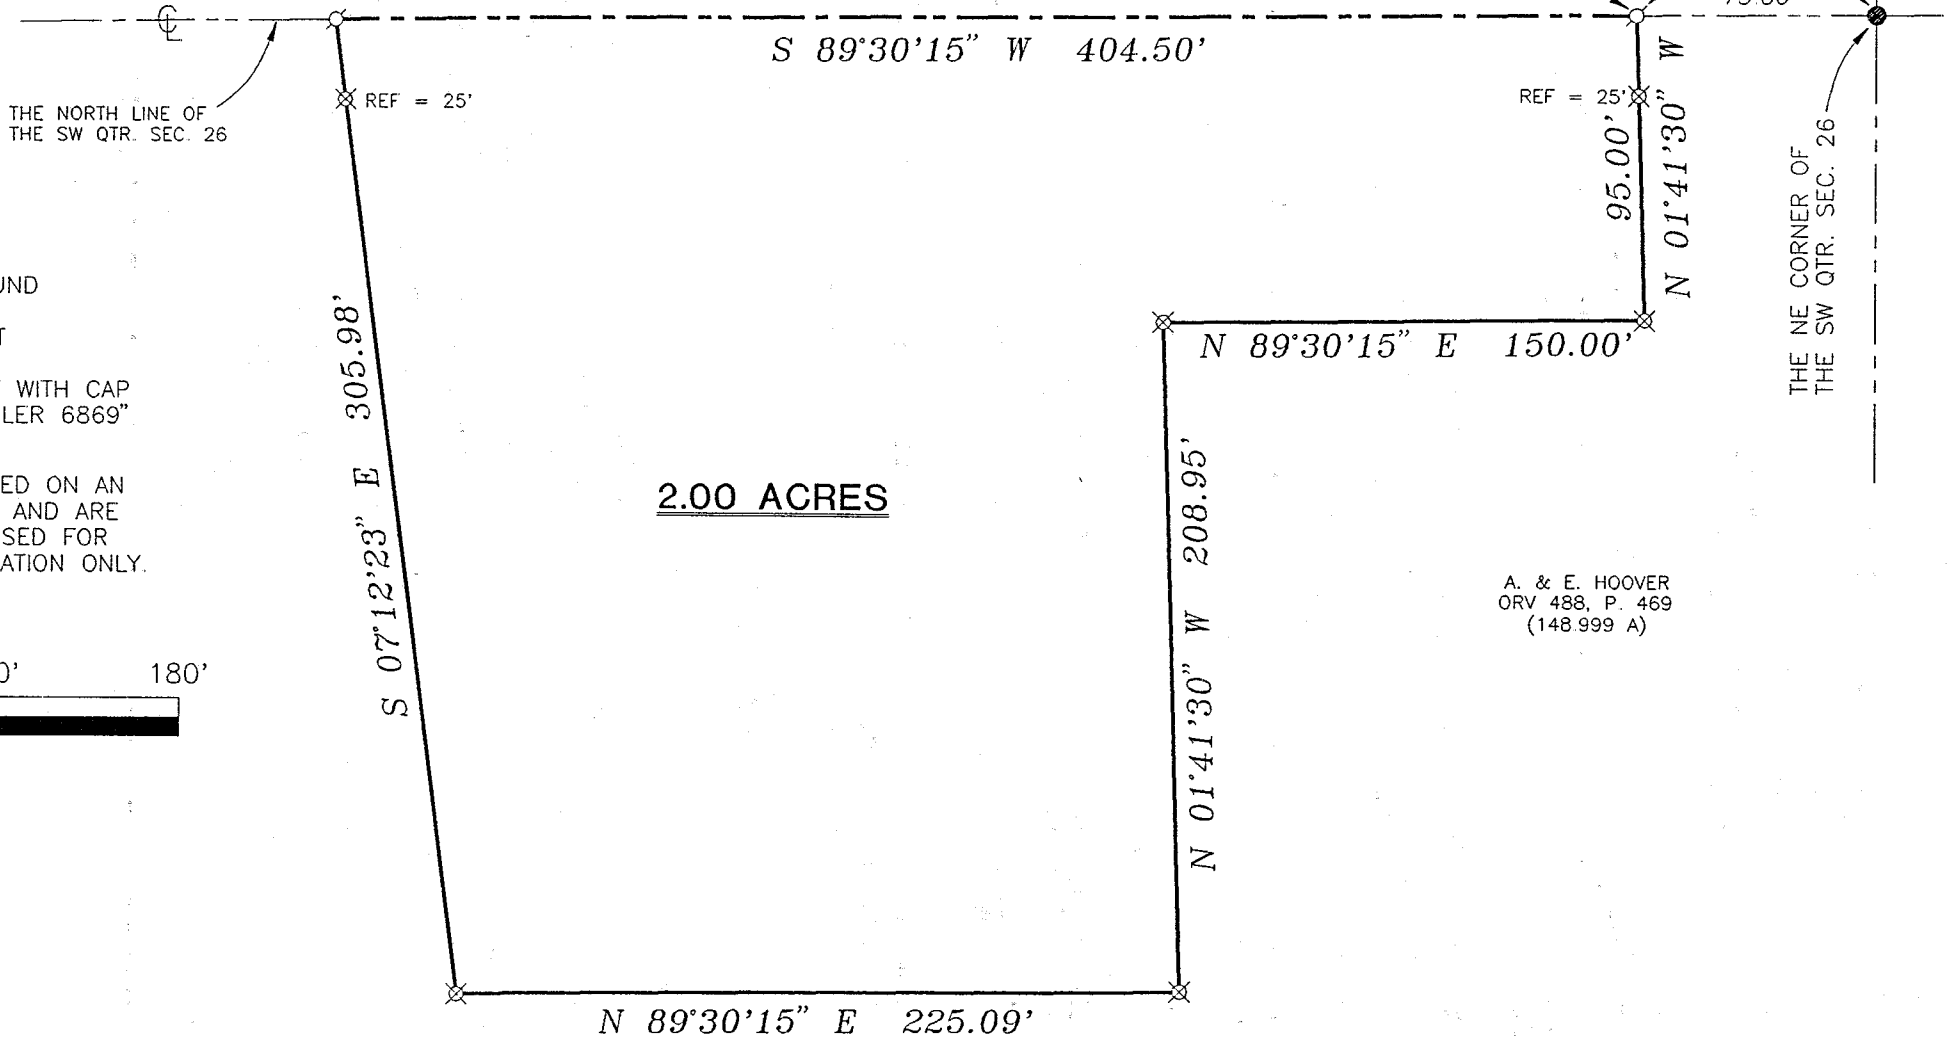 ℄
S 89°30'15" W 404.50'
THE NORTH LINE OF
THE SW QTR. SEC. 26
REF = 25'
REF = 25'
95.00'
N 01°41'30" W
THE NE CORNER OF
THE SW QTR. SEC. 26
S 07°12'23" E 305.98'
N 89°30'15" E 150.00'
WITH CAP
LER 6869"
ED ON AN
AND ARE
SED FOR
ATION ONLY.
2.00 ACRES
N 01°41'30" W 208.95'
A. & E. HOOVER
ORV 488, P. 469
(148.999 A)
180'
N 89°30'15" E 225.09'